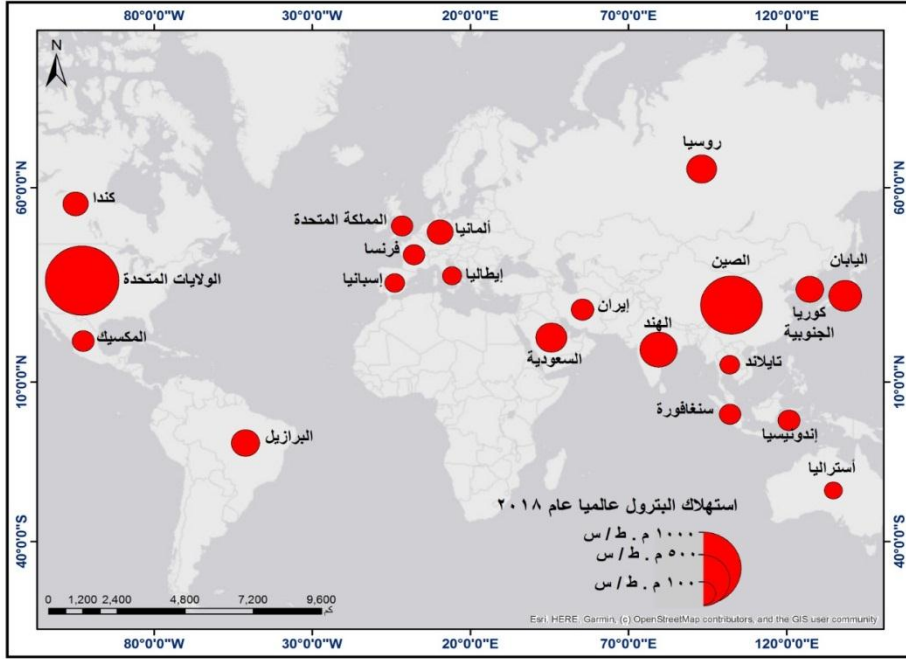 80°0'0"W 30°0'0"W 20°0'0"E 70°0'0"E 120°0'0"E
N
60°0'0"N
10°0'0"N
40°0'0"S
60°0'0"N
10°0'0"N
40°0'0"S
روسيا
كندا
المملكة المتحدة
ألمانيا
فرنسا
الولايات المتحدة
إسبانيا
إيطاليا
الصين
اليابان
إيران
كوريا
الجنوبية
المكسيك
السعودية
الهند
تايلاند
سنغافورة
إندونيسيا
البرازيل
أستراليا
استهلاك البترول عالميا عام ٢٠١٨
١٠٠٠ م . ط / س
٥٠٠ م . ط / س
١٠٠ م . ط / س
0 1,200 2,400 4,800 7,200 9,600
كم
Esri, HERE, Garmin, (c) OpenStreetMap contributors, and the GIS user community
80°0'0"W 30°0'0"W 20°0'0"E 70°0'0"E 120°0'0"E